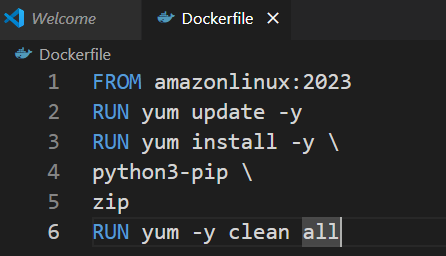 Welcome Dockerfile ×
Dockerfile
1 FROM amazonlinux:2023
2 RUN yum update -y
3 RUN yum install -y \
4 python3-pip \
5 zip
6 RUN yum -y clean all